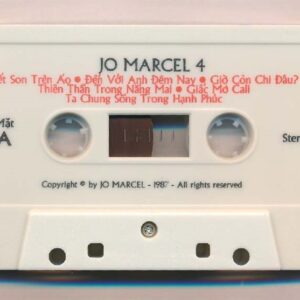 JO MARCEL 4
ết Son Trên Áo • Đến Với Anh Đêm Nay • Giờ Còn Chi Đâu?
Thiên Thần Trong Nắng Mai • Giấc Mơ Cali
Ta Chung Sống Trong Hạnh Phúc
Mặt
A
Ster
Copyright © by JO MARCEL - 1987 - All rights reserved